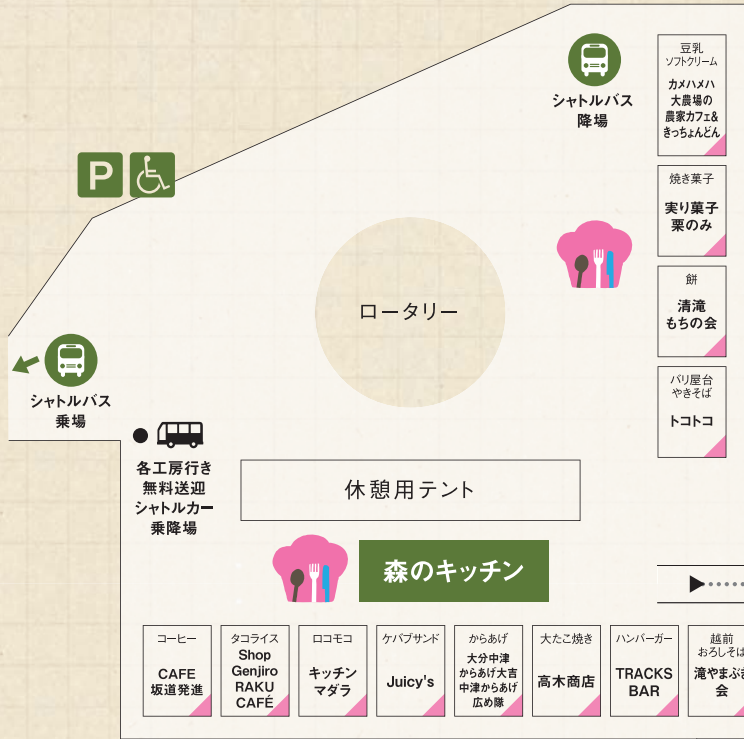 シャトルバス
降場
豆乳
ソフトクリーム
カメハメハ
大農場の
農家カフェ&
きっちょんどん
P
焼き菓子
実り菓子
栗のみ
餅
清滝
もちの会
バリ屋台
やきそば
トコトコ
ロータリー
シャトルバス
乗場
各工房行き
無料送迎
シャトルカー
乗降場
休憩用テント
森のキッチン
コーヒー
CAFE
坂道発進
タコライス
Shop
Genjiro
RAKU
CAFÉ
ロコモコ
キッチン
マダラ
ケバブサンド
Juicy's
からあげ
大分中津
からあげ大吉
中津からあげ
広め隊
大たこ焼き
高木商店
ハンバーガー
TRACKS
BAR
越前
おろしそば
滝やまぶき
会